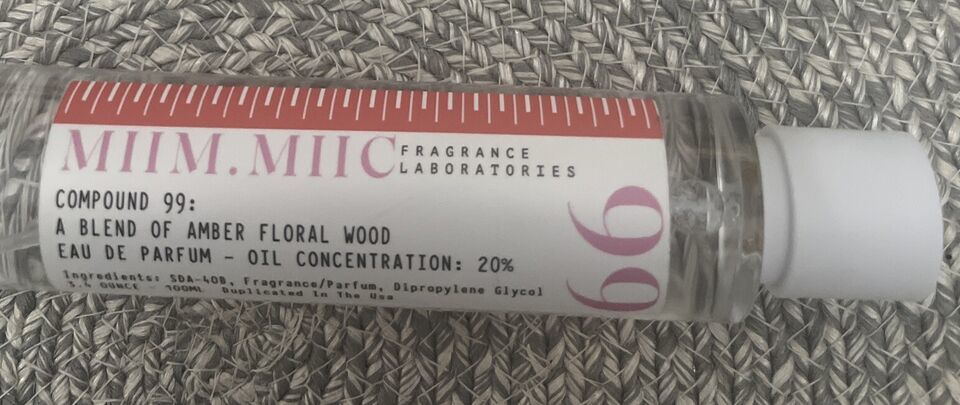 MIIM.MIIC FRAGRANCE LABORATORIES
COMPOUND 99:
A BLEND OF AMBER FLORAL WOOD
EAU DE PARFUM - OIL CONCENTRATION: 20%
Ingredients: SDA-40B, Fragrance/Parfum, Dipropylene Glycol
3.4 OUNCE - 100ML Duplicated In The Usa
99